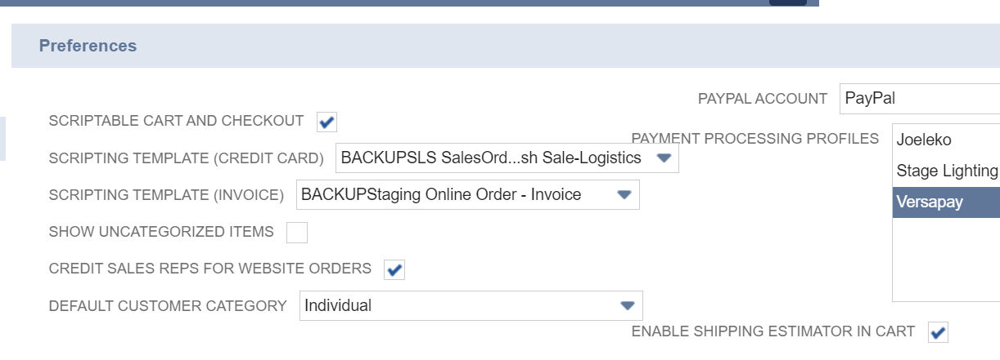 Preferences
SCRIPTABLE CART AND CHECKOUT
SCRIPTING TEMPLATE (CREDIT CARD) BACKUPSLS SalesOrd...sh Sale-Logistics
SCRIPTING TEMPLATE (INVOICE) BACKUPStaging Online Order - Invoice
SHOW UNCATEGORIZED ITEMS
CREDIT SALES REPS FOR WEBSITE ORDERS
DEFAULT CUSTOMER CATEGORY Individual
PAYPAL ACCOUNT PayPal
PAYMENT PROCESSING PROFILES Joeleko
Stage Lighting
Versapay
ENABLE SHIPPING ESTIMATOR IN CART